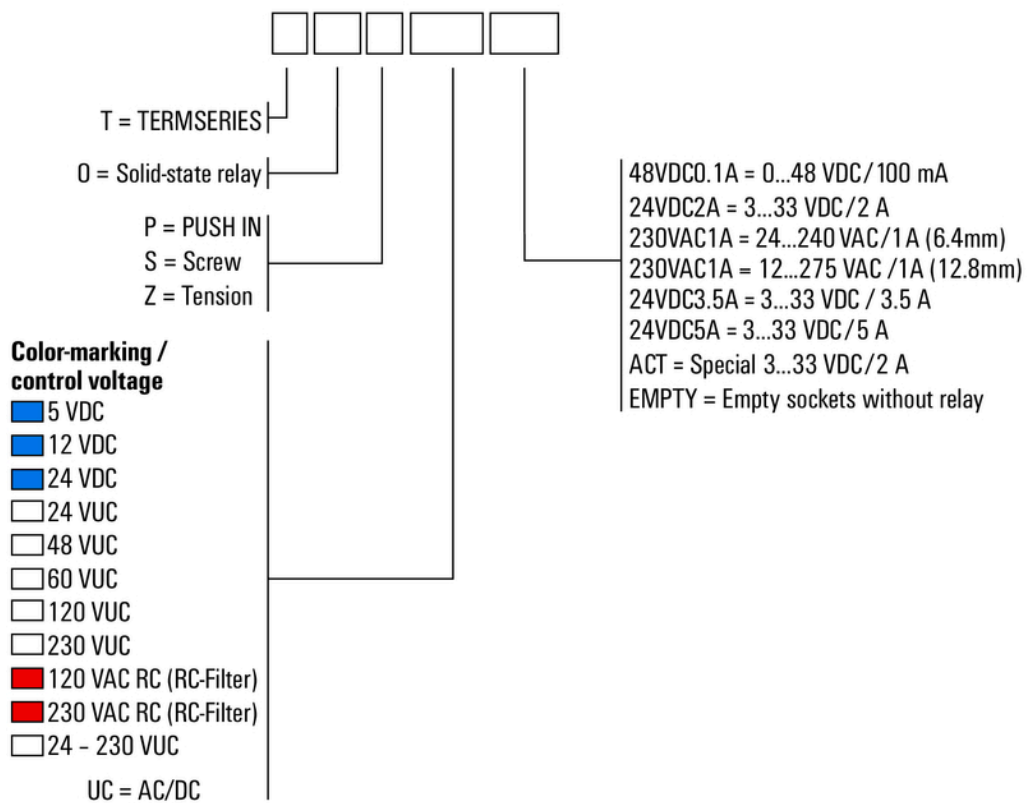 T = TERMSERIES
O = Solid-state relay
P = PUSH IN
S = Screw
Z = Tension
Color-marking /
control voltage
5 VDC
12 VDC
24 VDC
24 VUC
48 VUC
60 VUC
120 VUC
230 VUC
120 VAC RC (RC-Filter)
230 VAC RC (RC-Filter)
24 – 230 VUC
UC = AC/DC
48VDC0.1A = 0...48 VDC/100 mA
24VDC2A = 3...33 VDC/2 A
230VAC1A = 24...240 VAC/1A (6.4mm)
230VAC1A = 12...275 VAC /1A (12.8mm)
24VDC3.5A = 3...33 VDC / 3.5 A
24VDC5A = 3...33 VDC/5 A
ACT = Special 3...33 VDC/2 A
EMPTY = Empty sockets without relay